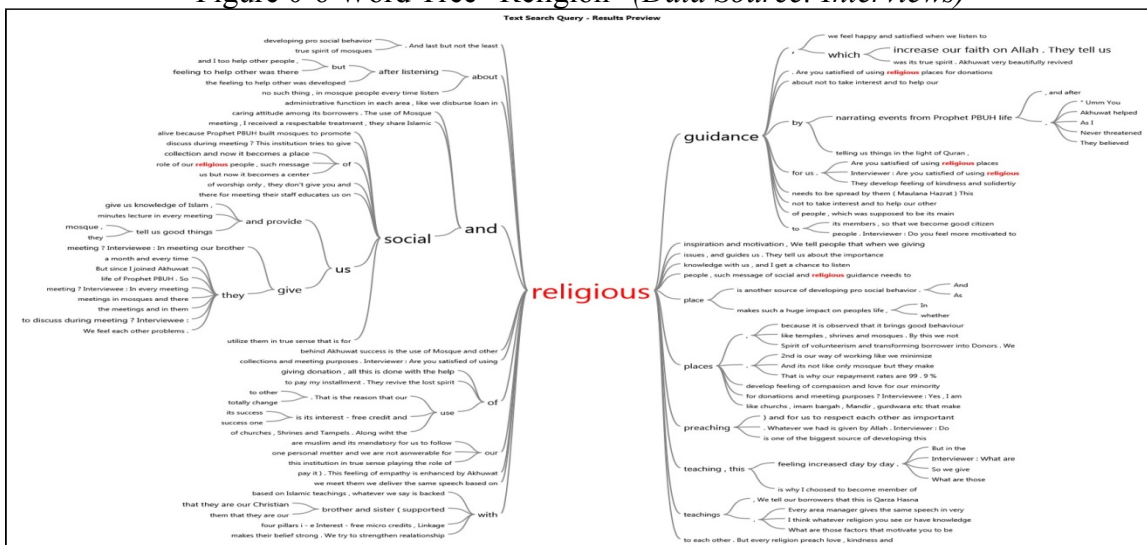 Figure 6-8 Word Tree "Religion" (Data Source: Interviews)
Text Search Query - Results Preview
developing pro social behavior
true spirit of mosques
. And last but not the least
and I too help other people ,
feeling to help other was there
but
the feeling to help other was developed
after listening
no such thing , in mosque people every time listen
about
administrative function in each area , like we disburse loan in
caring attitude among its borrowers , The use of Mosque
meeting , I received a respectable treatment , they share Islamic
alive because Prophet PBUH built mosques to promote
discuss during meeting ? This institution tries to give
collection and now it becomes a place
role of our religious people , such message
us but now it becomes a center
of
of worship only , they don't give you and
there for meeting their staff educates us on
give us knowledge of Islam ,
minutes lecture in every meeting
mosque ,
they
tell us good things
and provide
meeting ? Interviewee : In meeting our brother
a month and every time
But since I joined Akhuwat
life of Prophet PBUH . So
meeting ? Interviewee : In every meeting
meetings in mosques and there
the meetings and in them
to discuss during meeting ? Interviewee :
We feel each other problems .
they
give
us
utilize them in true sense that is for
social
and
behind Akhuwat success is the use of Mosque and other
collections and meeting purposes . Interviewer : Are you satisfied of using
giving donation , all this is done with the help
to pay my installment . They revive the lost spirit
to other
totally change
. That is the reason that our
its success
success one
is its interest - free credit and
of churches , Shrines and Tampels . Along wiht the
use
of
are muslim and its mandatory for us to follow
one personal metter and we are not asnwerable for
this institution in true sense playing the role of
our
pay it ) . This feeling of empathy is enhanced by Akhuwat
we meet them we deliver the same speech based on
based on Islamic teachings , whatever we say is backed
that they are our Christian
them that they are our
brother and sister ( supported
four pillars i - e Interest - free micro credits , Linkage
makes their belief strong . We try to strengthen realationship
with
religious
guidance
,
we feel happy and satisfied when we listen to
which
increase our faith on Allah . They tell us
was its true spirit . Akhuwat very beautifully revived
. Are you satisfied of using religious places for donations
about not to take interest and to help our
by
narrating events from Prophet PBUH life
, and after
.
" Umm You
Akhuwat helped
As I
Never threatened
They believed
telling us things in the light of Quran ,
for us .
Are you satisfied of using religious places
Interviewer : Are you satisfied of using religious
They develop feeling of kindness and solidertiy
needs to be spread by them ( Maulana Hazrat ) This
not to take interest and to help our other
of people , which was supposed to be its main
to
its members , so that we become good citizen
people . Interviewer : Do you feel more motivated to
inspiration and motivation , We tell people that when we giving
issues , and guides us . They tell us about the importance
knowledge with us , and I get a chance to listen
people , such message of social and religious guidance needs to
place
is another source of developing pro social behavior .
And
As
makes such a huge impact on peoples life ,
In
whether
places
,
because it is observed that it brings good behaviour
like temples , shrines and mosques . By this we not
Spirit of volunteerism and transforming borrower into Donors . We
.
2nd is our way of working like we minimize
And its not like only mosque but they make
That is why our repayment rates are 99 . 9 %
develop feeling of compasion and love for our minority
for donations and meeting purposes ? Interviewee : Yes , I am
like churchs , imam bargah , Mandir , gurdwara etc that make
preaching
) and for us to respect each other as important
. Whatever we had is given by Allah . Interviewer : Do
is one of the biggest source of developing this
teaching , this
feeling increased day by day .
But in the
Interviewer : What are
So we give
What are those
is why I choosed to become member of
teachings
. We tell our borrowers that this is Qarza Hasna
.
Every area manager gives the same speech in very
I think whatever religion you see or have knowledge
What are those factors that motivate you to be
to each other . But every religion preach love , kindness and